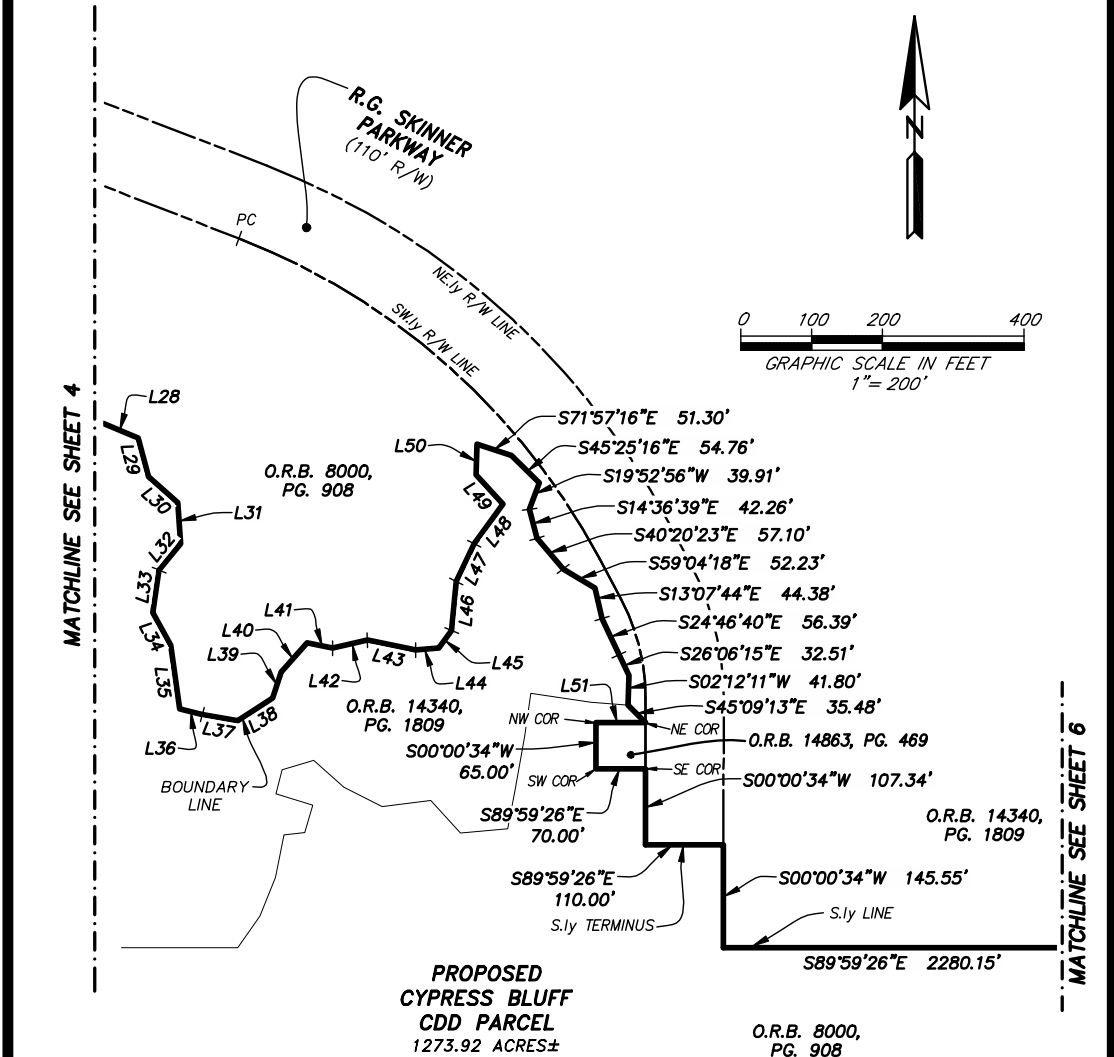 R.G. SKINNER
PARKWAY
(110' R/W)
N
PC
NE.ly R/W LINE
SW.ly R/W LINE
0 100 200 400
GRAPHIC SCALE IN FEET
1"= 200'
MATCHLINE SEE SHEET 4
L28
L29
L30
L31
L32
L33
L34
L35
L36
L37
L38
L39
L40
L41
L42
L43
L44
L45
L46
L47
L48
L49
L50
O.R.B. 8000,
PG. 908
S71°57'16"E 51.30'
S45°25'16"E 54.76'
S19°52'56"W 39.91'
S14°36'39"E 42.26'
S40°20'23"E 57.10'
S59°04'18"E 52.23'
S13°07'44"E 44.38'
S24°46'40"E 56.39'
S26°06'15"E 32.51'
S02°12'11"W 41.80'
S45°09'13"E 35.48'
L51
NW COR
NE COR
O.R.B. 14340,
PG. 1809
O.R.B. 14863, PG. 469
S00°00'34"W
65.00'
SW COR
SE COR
S00°00'34"W 107.34'
BOUNDARY
LINE
S89°59'26"E
70.00'
O.R.B. 14340,
PG. 1809
S89°59'26"E
110.00'
S00°00'34"W 145.55'
S.ly TERMINUS
S.ly LINE
S89°59'26"E 2280.15'
MATCHLINE SEE SHEET 6
PROPOSED
CYPRESS BLUFF
CDD PARCEL
1273.92 ACRES±
O.R.B. 8000,
PG. 908